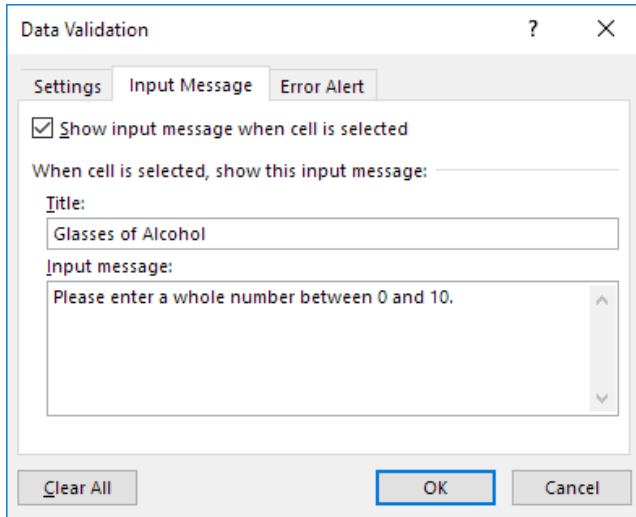 Data Validation ?
Settings Input Message Error Alert
Show input message when cell is selected
When cell is selected, show this input message:
Title:
Glasses of Alcohol
Input message:
Please enter a whole number between 0 and 10.
Clear All OK Cancel